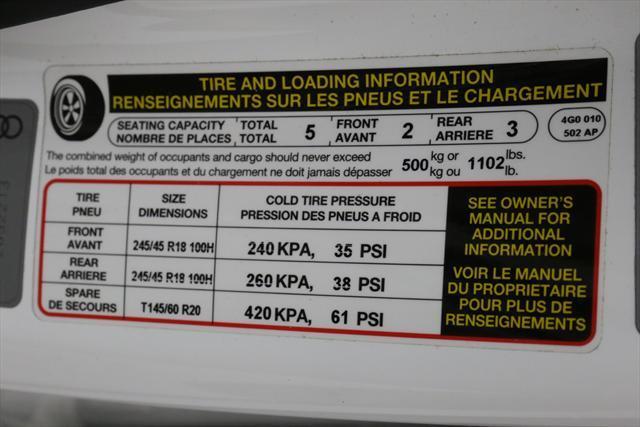 TIRE AND LOADING INFORMATION
RENSEIGNEMENTS SUR LES PNEUS ET LE CHARGEMENT
SEATING CAPACITY TOTAL 5 FRONT 2 REAR 3
NOMBRE DE PLACES TOTAL AVANT ARRIERE
4G0 010
502 AP
The combined weight of occupants and cargo should never exceed 500 kg or 1102 lbs.
Le poids total des occupants et du chargement ne doit jamais dépasser kg ou lb.
TIRE SIZE COLD TIRE PRESSURE
PNEU DIMENSIONS PRESSION DES PNEUS A FROID
FRONT
AVANT 245/45 R18 100H 240 KPA, 35 PSI
REAR
ARRIERE 245/45 R18 100H 260 KPA, 38 PSI
SPARE
DE SECOURS T145/60 R20 420 KPA, 61 PSI
SEE OWNER'S
MANUAL FOR
ADDITIONAL
INFORMATION
VOIR LE MANUEL
DU PROPRIETAIRE
POUR PLUS DE
RENSEIGNEMENTS